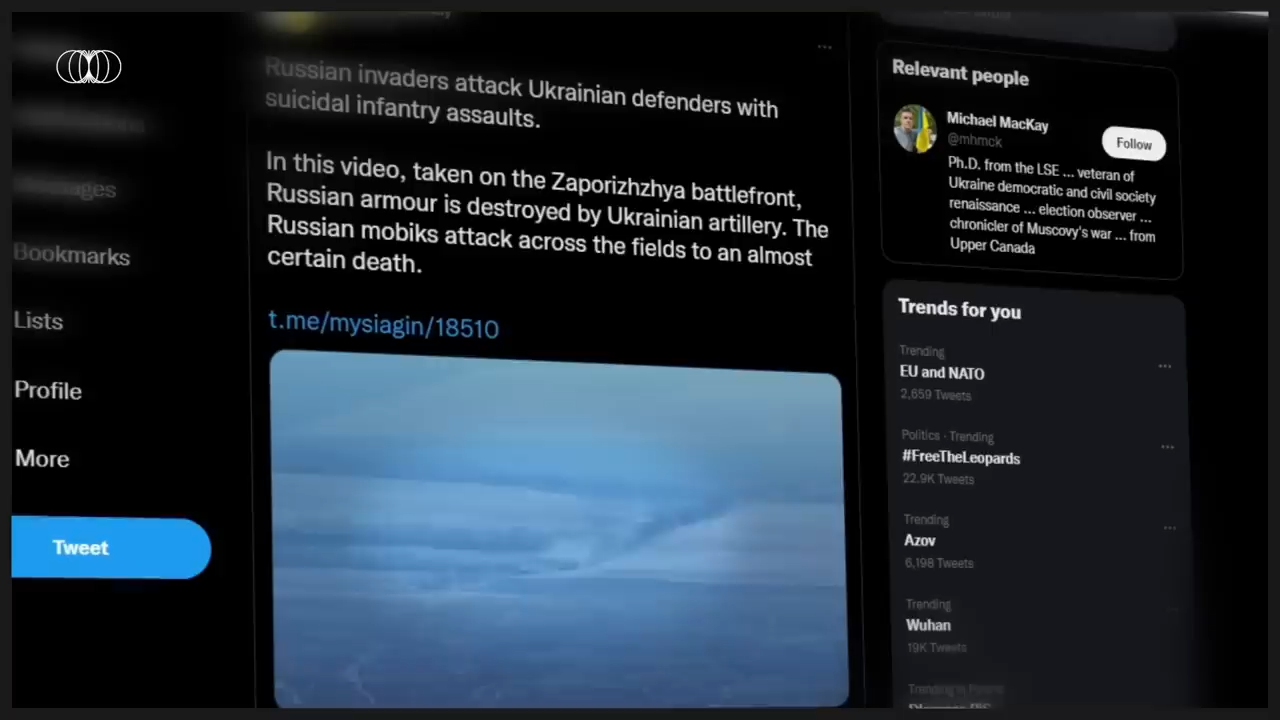 Bookmarks
Lists
Profile
More
Tweet
Russian invaders attack Ukrainian defenders with
suicidal infantry assaults.
In this video, taken on the Zaporizhzhya battlefront,
Russian armour is destroyed by Ukrainian artillery. The
Russian mobiks attack across the fields to an almost
certain death.
t.me/mysiagin/18510
Relevant people
Michael MacKay
@mhmck
Follow
Ph.D. from the LSE ... veteran of
Ukraine democratic and civil society
renaissance ... election observer ...
chronicler of Muscovy's war ... from
Upper Canada
Trends for you
Trending
EU and NATO
2,659 Tweets
Politics · Trending
#FreeTheLeopards
22.9K Tweets
Trending
Azov
6,198 Tweets
Trending
Wuhan
19K Tweets